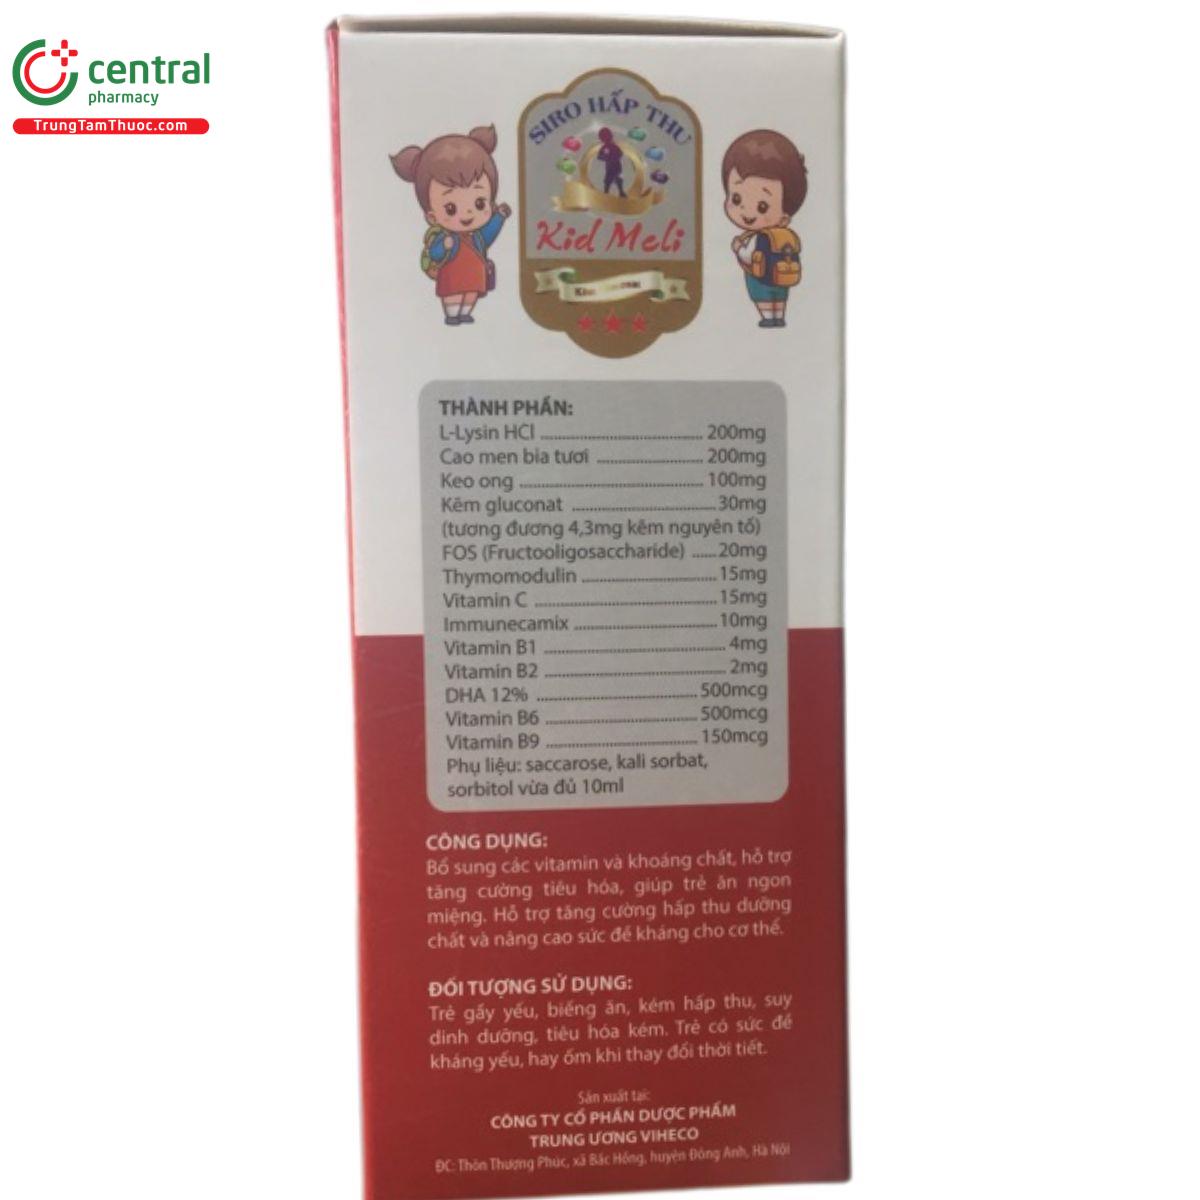 central
pharmacy
TrungTamThuoc.com
SIRO HẤP THU
Kid Meli
THÀNH PHẦN:
L-Lysin HCl ........................ 200mg
Cao men bia tươi ................ 200mg
Keo ong ........................... 100mg
Kẽm gluconat ..................... 30mg
(tương đương 4,3mg kẽm nguyên tố)
FOS (Fructooligosaccharide) ..... 20mg
Thymomodulin .................... 15mg
Vitamin C .......................... 15mg
Immunecamix ..................... 10mg
Vitamin B1 .......................... 4mg
Vitamin B2 .......................... 2mg
DHA 12% ........................ 500mcg
Vitamin B6 ...................... 500mcg
Vitamin B9 ...................... 150mcg
Phụ liệu: saccarose, kali sorbat,
sorbitol vừa đủ 10ml
CÔNG DỤNG:
Bổ sung các vitamin và khoáng chất, hỗ trợ
tăng cường tiêu hóa, giúp trẻ ăn ngon
miệng. Hỗ trợ tăng cường hấp thu dưỡng
chất và nâng cao sức đề kháng cho cơ thể.
ĐỐI TƯỢNG SỬ DỤNG:
Trẻ gầy yếu, biếng ăn, kém hấp thu, suy
dinh dưỡng, tiêu hóa kém. Trẻ có sức đề
kháng yếu, hay ốm khi thay đổi thời tiết.
Sản xuất tại:
CÔNG TY CỔ PHẦN DƯỢC PHẨM
TRUNG ƯƠNG VIHECO
ĐC: Thôn Thượng Phúc, xã Bắc Hồng, huyện Đông Anh, Hà Nội